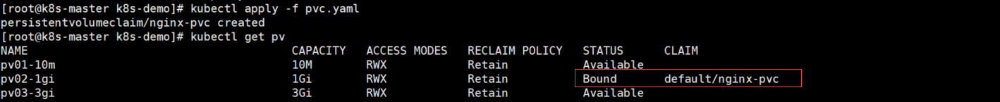 [root@k8s-master k8s-demo]# kubectl apply -f pvc.yaml
persistentvolumeclaim/nginx-pvc created
[root@k8s-master k8s-demo]# kubectl get pv
NAME CAPACITY ACCESS MODES RECLAIM POLICY STATUS CLAIM
pv01-10m 10M RWX Retain Available
pv02-1gi 1Gi RWX Retain Bound default/nginx-pvc
pv03-3gi 3Gi RWX Retain Available